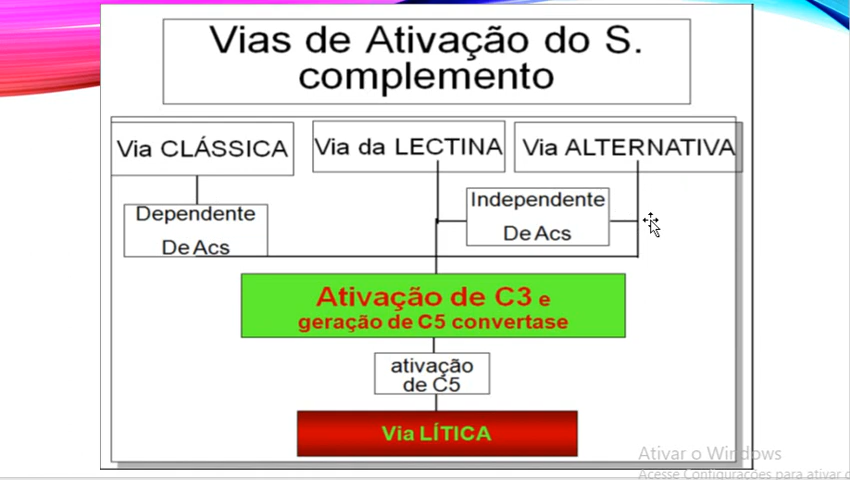 Vias de Ativação do S.
complemento
Via CLÁSSICA
Via da LECTINA
Via ALTERNATIVA
Dependente
De Acs
Independente
De Acs
Ativação de C3 e
geração de C5 convertase
ativação
de C5
Via LÍTICA
Ativar o Windows
Acesse Configurações para ativar o